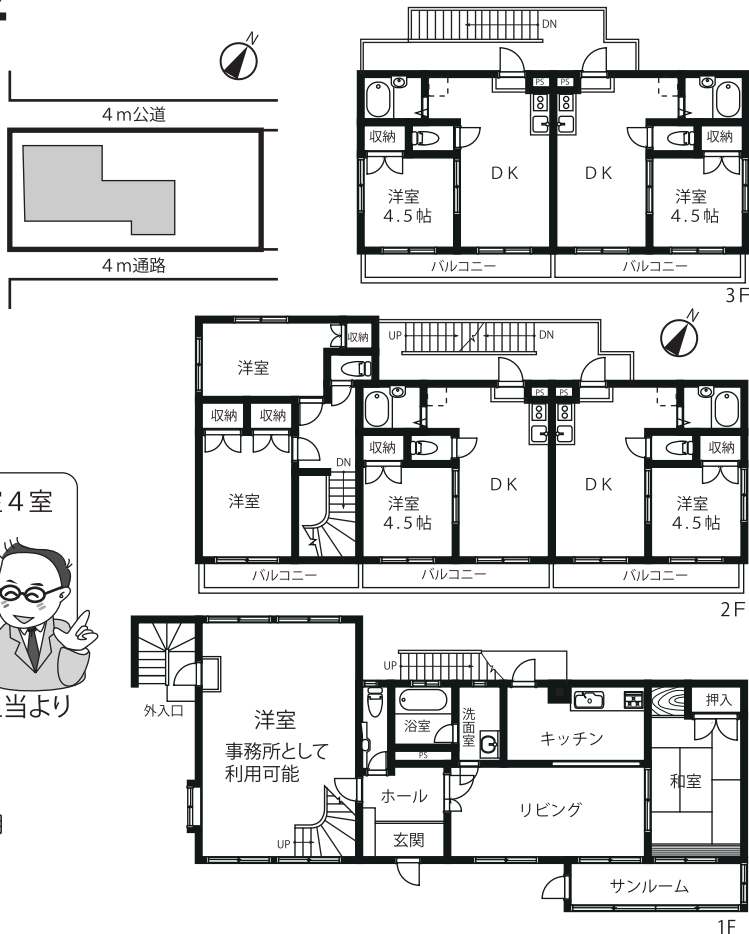 N
4m公道
4m通路
DN
PS PS
収納 DK DK 収納
洋室 洋室
4.5帖 4.5帖
バルコニー バルコニー
3F
N
収納 UP DN
洋室
PS PS
収納 収納 収納 収納
DN DK DK
洋室 洋室 洋室
4.5帖 4.5帖
バルコニー バルコニー バルコニー
2F
室4室
当より
UP
外入口
洋室
事務所として
利用可能
UP
浴室
洗面室
PS
キッチン
押入
和室
ホール
リビング
玄関
サンルーム
1F